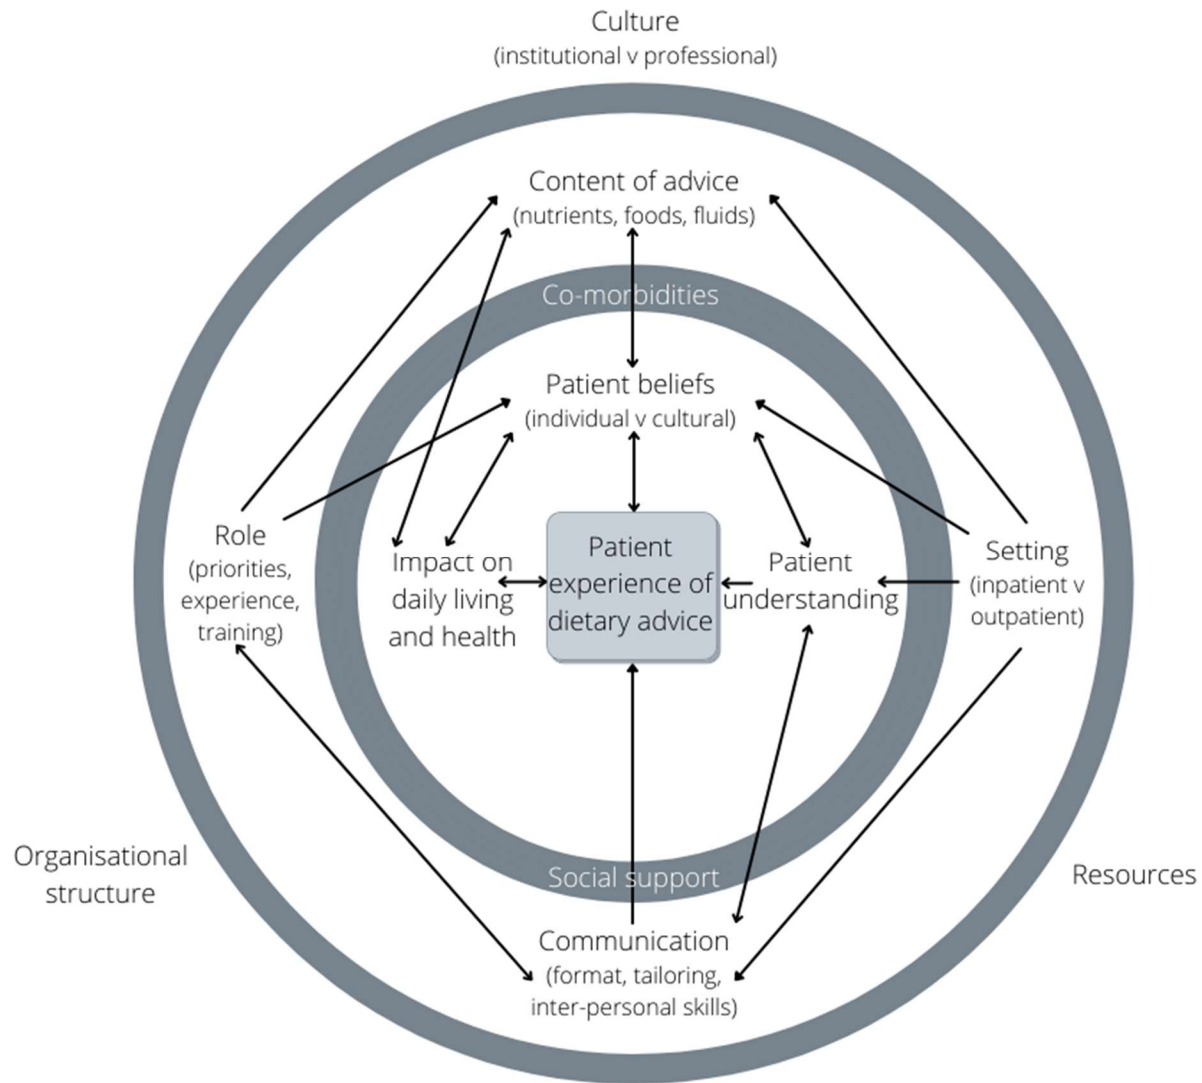 Culture
(institutional v professional)
Content of advice
(nutrients, foods, fluids)
Co-morbidities
Patient beliefs
(individual v cultural)
Role
(priorities,
experience,
training)
Impact on
daily living
and health
Patient
experience of
dietary advice
Patient
understanding
Setting
(inpatient v
outpatient)
Organisational
structure
Social support
Resources
Communication
(format, tailoring,
inter-personal skills)